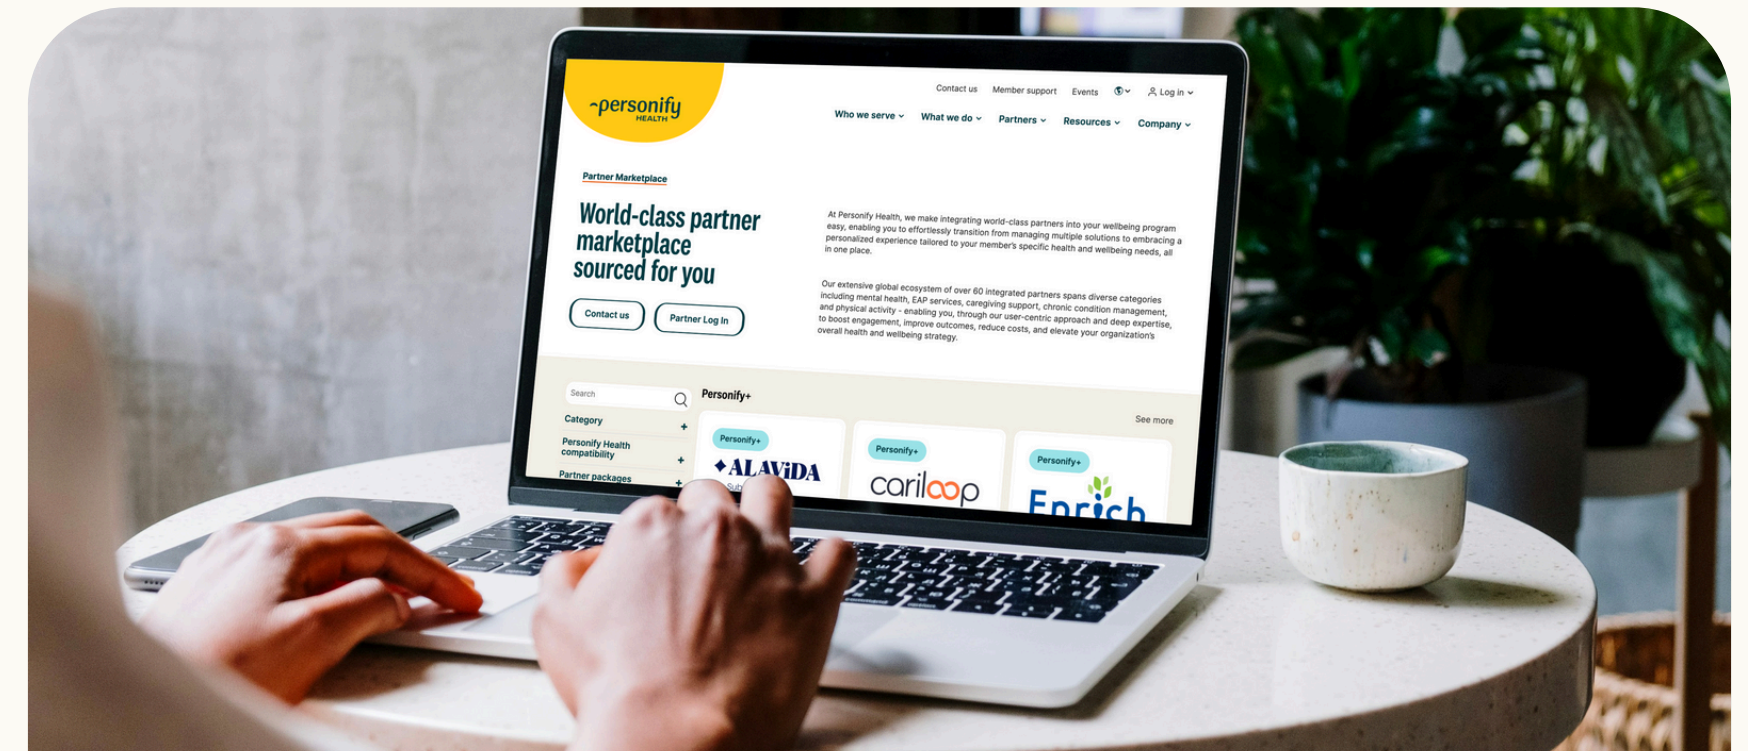 Contact us Member support Events Log in
~personify
HEALTH
Who we serve What we do Partners Resources Company
Partner Marketplace
World-class partner
marketplace
sourced for you
Contact us Partner Log In
At Personify Health, we make integrating world-class partners into your wellbeing program
easy, enabling you to effortlessly transition from managing multiple solutions to embracing a
personalized experience tailored to your member's specific health and wellbeing needs, all
in one place.
Our extensive global ecosystem of over 60 integrated partners spans diverse categories
including mental health, EAP services, caregiving support, chronic condition management,
and physical activity - enabling you, through our user-centric approach and deep expertise,
to boost engagement, improve outcomes, reduce costs, and elevate your organization's
overall health and wellbeing strategy.
Search
Category +
Personify Health
compatibility +
Partner packages +
Personify+
See more
Personify+
ALAViDA
Personify+
cariloop
Personify+
Enrich